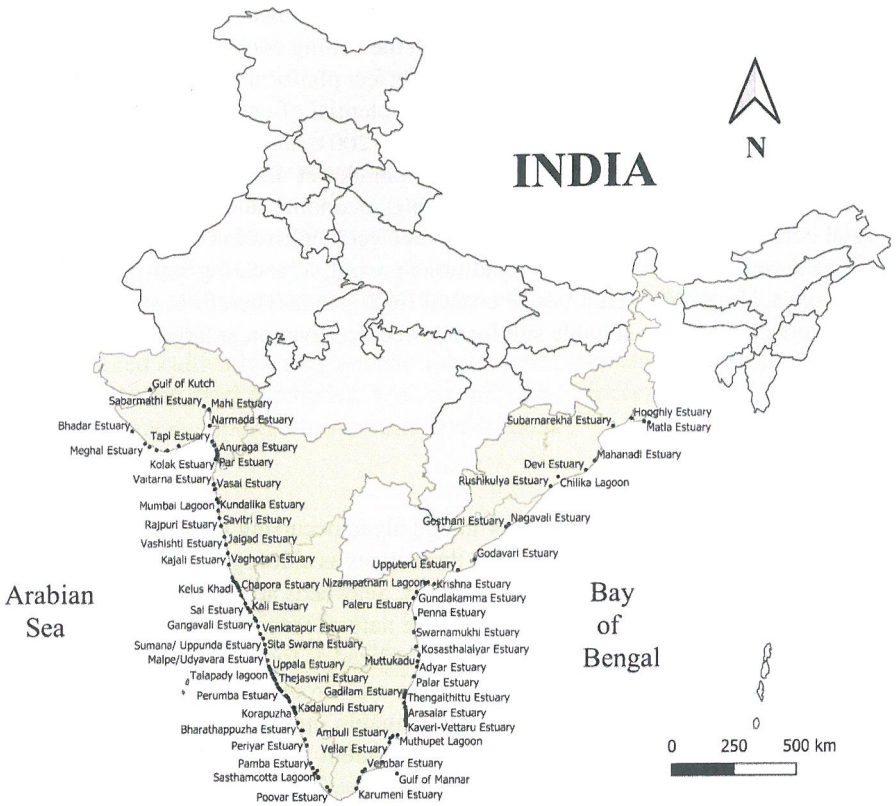 INDIA
N
Gulf of Kutch
Sabarmathi Estuary Mahi Estuary
Narmada Estuary
Bhadar Estuary
Tapi Estuary
Anuraga Estuary
Meghal Estuary
Kolak Estuary Par Estuary
Vaitarna Estuary
Vasai Estuary
Mumbai Lagoon Kundalika Estuary
Rajpuri Estuary Savitri Estuary
Vashishti Estuary Jaigad Estuary
Kajali Estuary Vaghotan Estuary
Kelus Khadi Chapora Estuary
Sal Estuary Kali Estuary
Gangavali Estuary Venkatapur Estuary
Sumana/ Uppunda Estuary Sita Swarna Estuary
Malpe/Udyavara Estuary Uppala Estuary
Talapady lagoon Thejaswini Estuary
Perumba Estuary
Kadalundi Estuary
Korapuzha
Bharathappuzha Estuary
Periyar Estuary
Pamba Estuary
Sasthamcotta Lagoon
Poovar Estuary
Hooghly Estuary
Subarnarekha Estuary Matla Estuary
Mahanadi Estuary
Devi Estuary
Rushikulya Estuary Chilika Lagoon
Gosthani Estuary Nagavali Estuary
Godavari Estuary
Upputeru Estuary
Nizampatnam Lagoon Krishna Estuary
Gundlakamma Estuary
Paleru Estuary
Penna Estuary
Swarnamukhi Estuary
Kosasthalaiyar Estuary
Muttukadu Adyar Estuary
Palar Estuary
Gadilam Estuary Thengaithittu Estuary
Arasalar Estuary
Kaveri-Vettaru Estuary
Ambuli Estuary Muthupet Lagoon
Vellar Estuary
Vembar Estuary
Gulf of Mannar
Karumeni Estuary
Arabian
Sea
Bay
of
Bengal
0 250 500 km